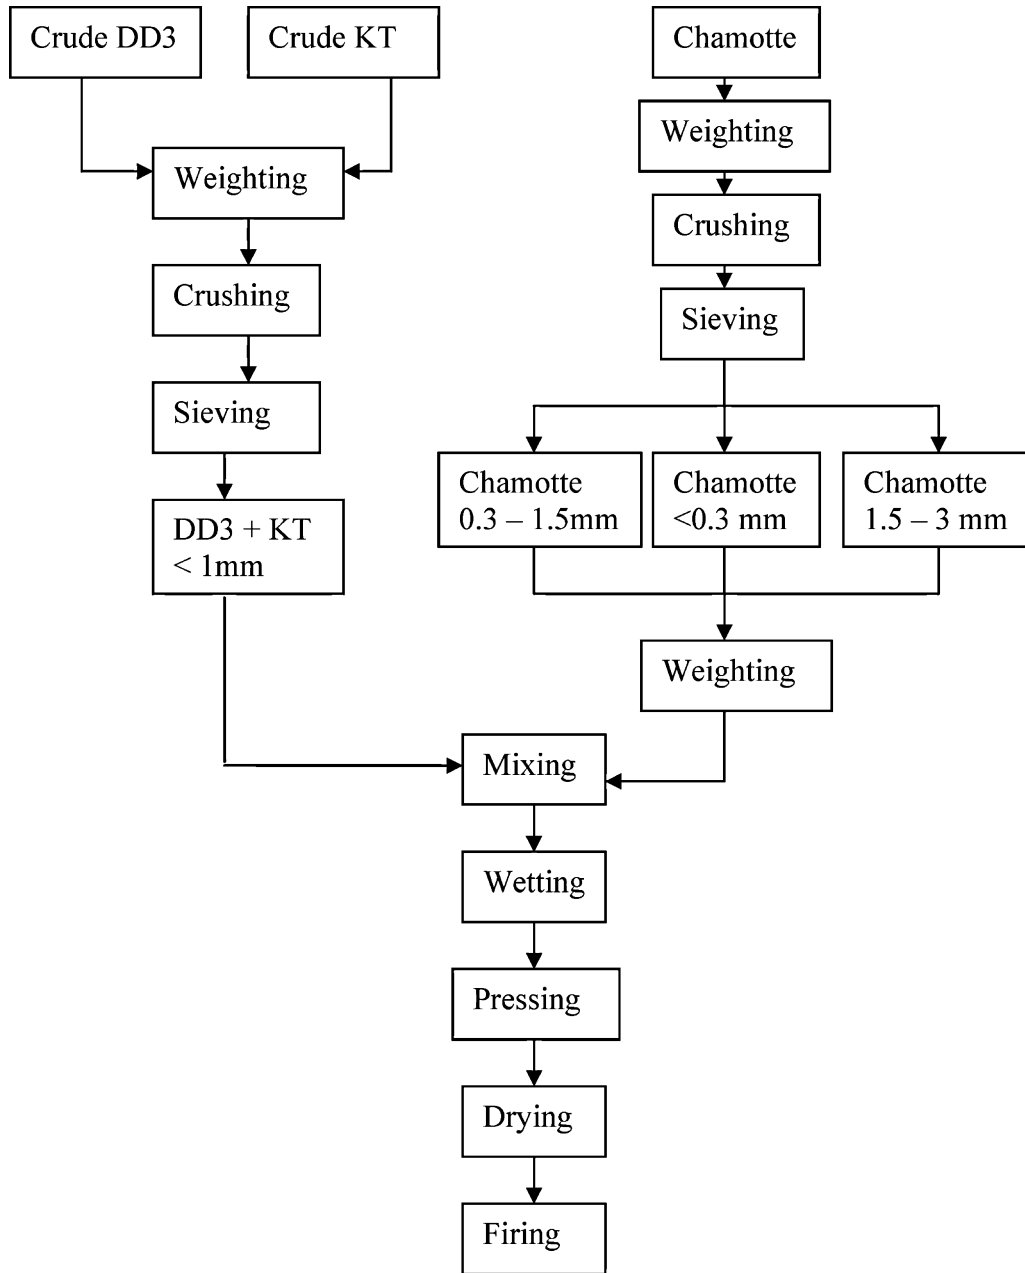 Crude DD3
Crude KT
Chamotte
Weighting
Weighting
Crushing
Crushing
Sieving
Sieving
Chamotte
0.3 – 1.5mm
Chamotte
<0.3 mm
Chamotte
1.5 – 3 mm
DD3 + KT
< 1mm
Weighting
Mixing
Wetting
Pressing
Drying
Firing